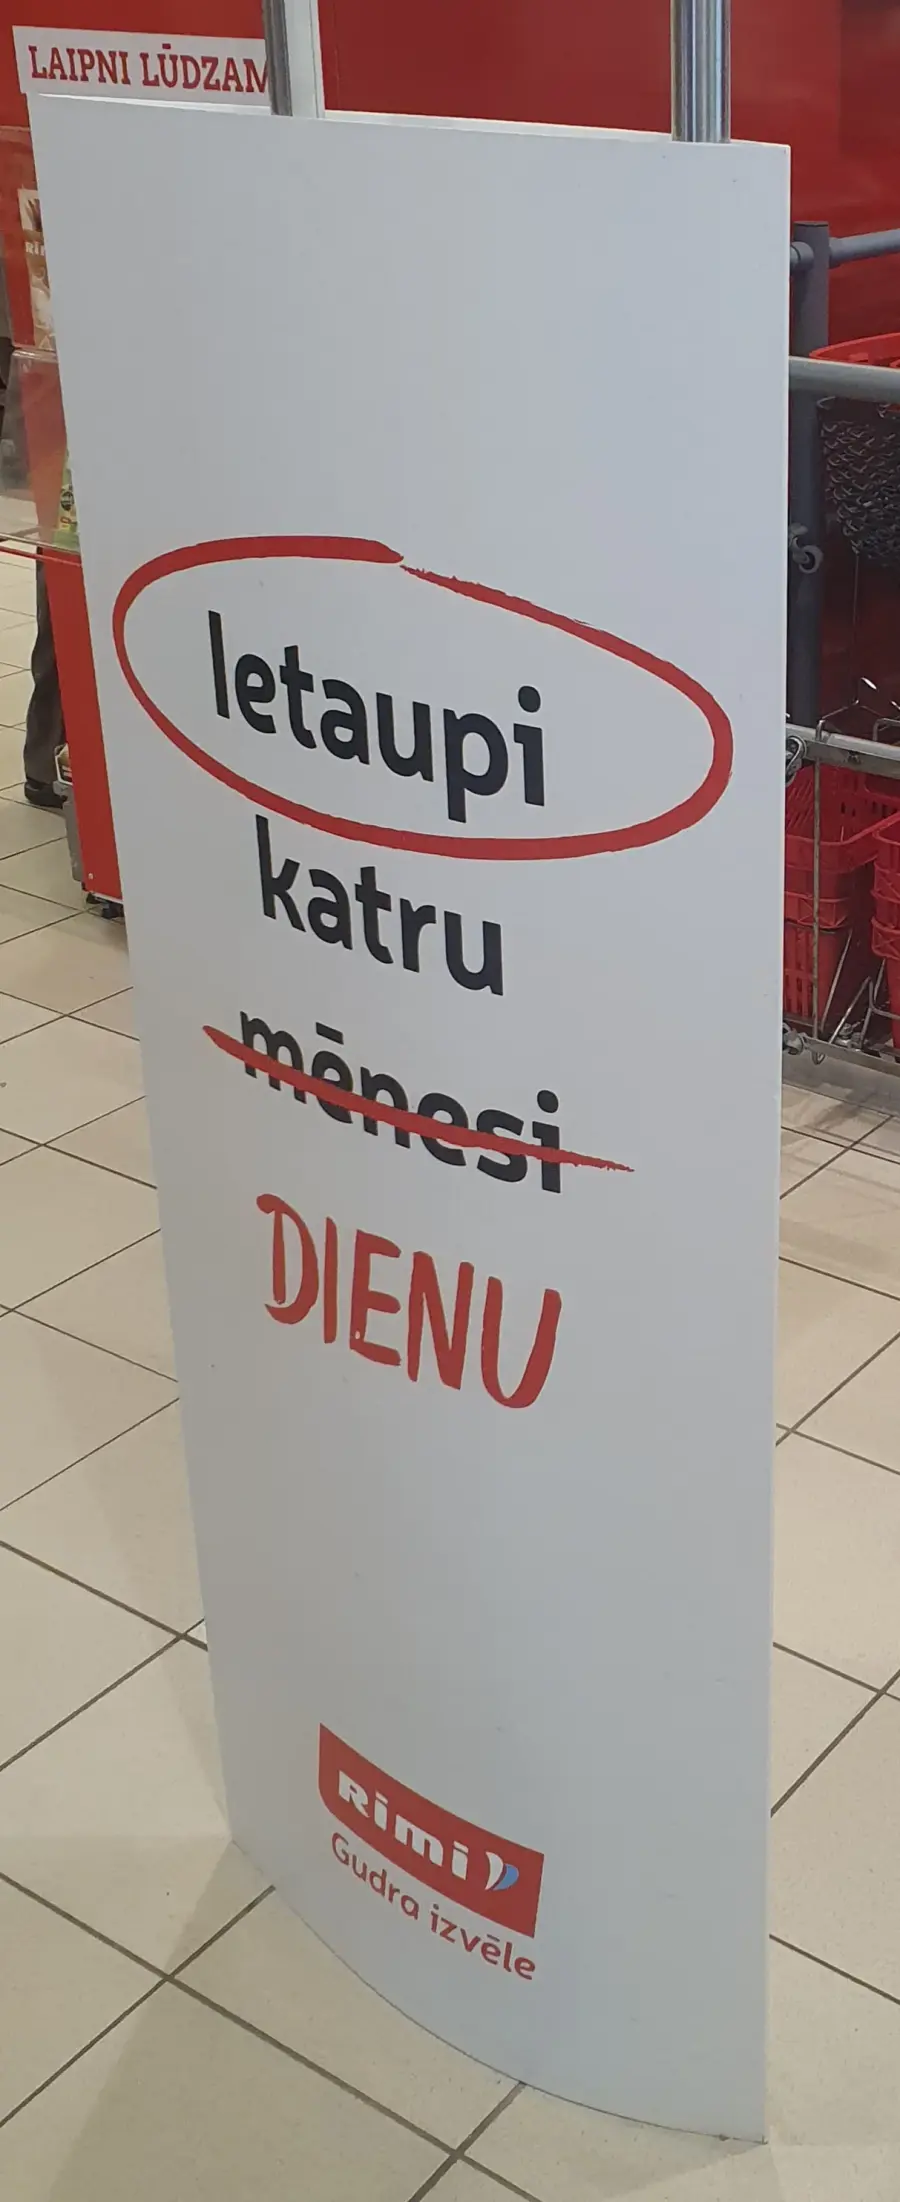 LAIPNI LŪDZAM
Ietaupi
katru
mēnesi
DIENU
Rimi
Gudra izvēle